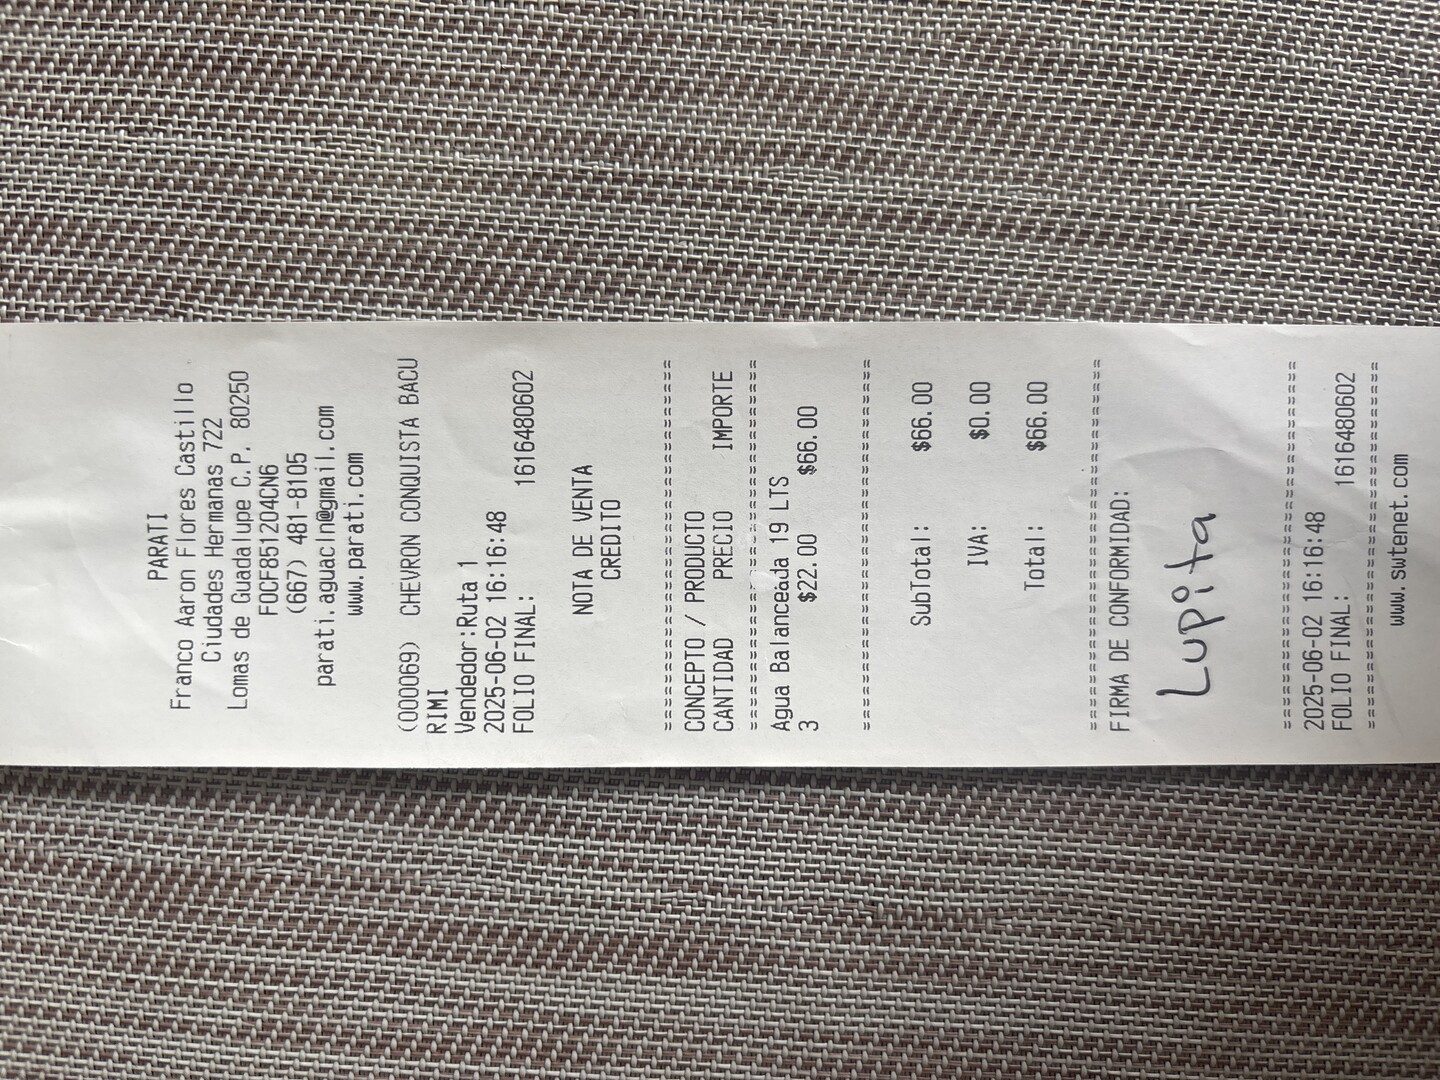 PARATI
Franco Aaron Flores Castillo
Ciudades Hermanas 722
Lomas de Guadalupe C.P. 80250
FOCF851204CN6
(667) 481-8105
parati.aguacln@gmail.com
www.parati.com
(000069) CHEVRON CONQUISTA BACU
RIMI
Vendedor:Ruta 1
2025-06-02 16:16:48
FOLIO FINAL: 1616480602
NOTA DE VENTA
CREDITO
==============================
CONCEPTO / PRODUCTO
CANTIDAD PRECIO IMPORTE
==============================
Agua Balanceada 19 LTS
3 $22.00 $66.00
==============================
SubTotal: $66.00
IVA: $0.00
Total: $66.00
==============================
FIRMA DE CONFORMIDAD:
Lupita
==============================
2025-06-02 16:16:48
FOLIO FINAL: 1616480602
==============================
www.swtenet.com